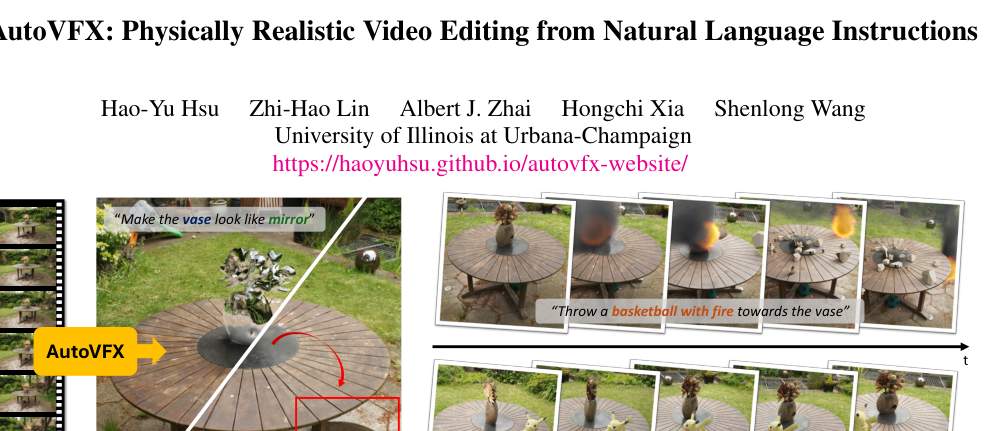 AutoVFX: Physically Realistic Video Editing from Natural Language Instructions
Hao-Yu Hsu Zhi-Hao Lin Albert J. Zhai Hongchi Xia Shenlong Wang
University of Illinois at Urbana-Champaign
https://haoyuhsu.github.io/autovfx-website/
“Make the vase look like mirror”
“Throw a basketball with fire towards the vase”
AutoVFX
t